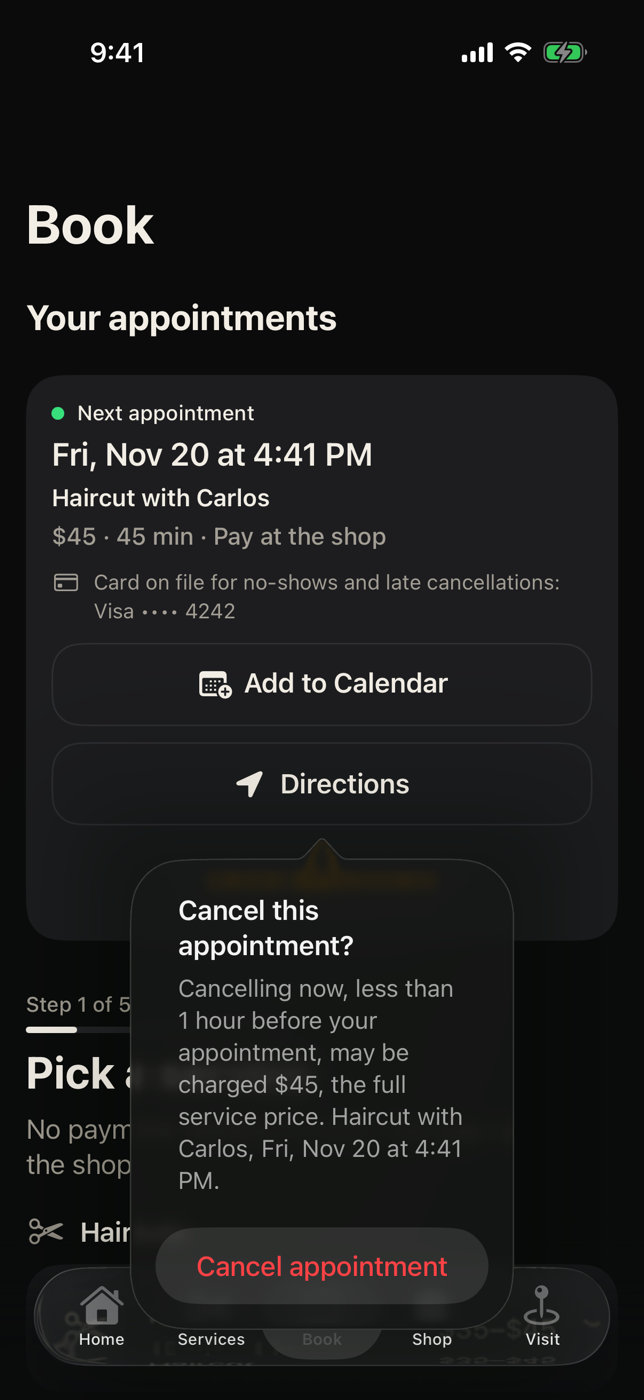 9:41
Book
Your appointments
Next appointment
Fri, Nov 20 at 4:41 PM
Haircut with Carlos
$45 · 45 min · Pay at the shop
Card on file for no-shows and late cancellations:
Visa •••• 4242
Add to Calendar
Directions
Cancel this
appointment?
Cancelling now, less than
1 hour before your
appointment, may be
charged $45, the full
service price. Haircut with
Carlos, Fri, Nov 20 at 4:41
PM.
Cancel appointment
Step 1 of 5
Pick
the shop
Home
Services
Book
Shop
Visit